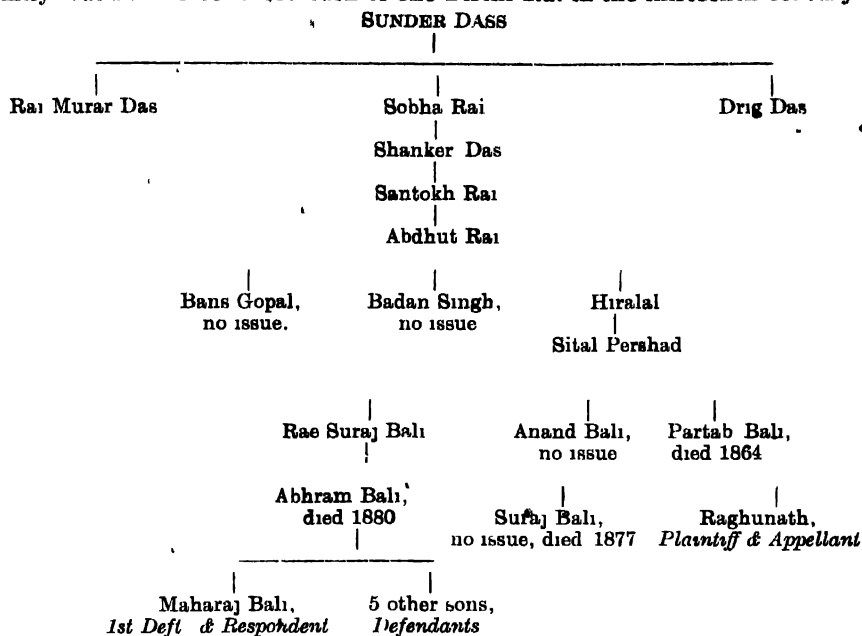 SUNDER DASS
Rai Murar Das Sobha Rai Drig Das
Shanker Das
Santokh Rai
Abdhut Rai
Bans Gopal, Badan Singh, Hiralal
no issue. no issue
Sital Pershad
Rae Suraj Bali Anand Bali, Partab Bali,
no issue died 1864
Abhram Bali,
died 1880 Suraj Bali, Raghunath,
no issue, died 1877 Plaintiff & Appellant
Maharaj Bali, 5 other sons,
1st Deft & Respondent Defendants